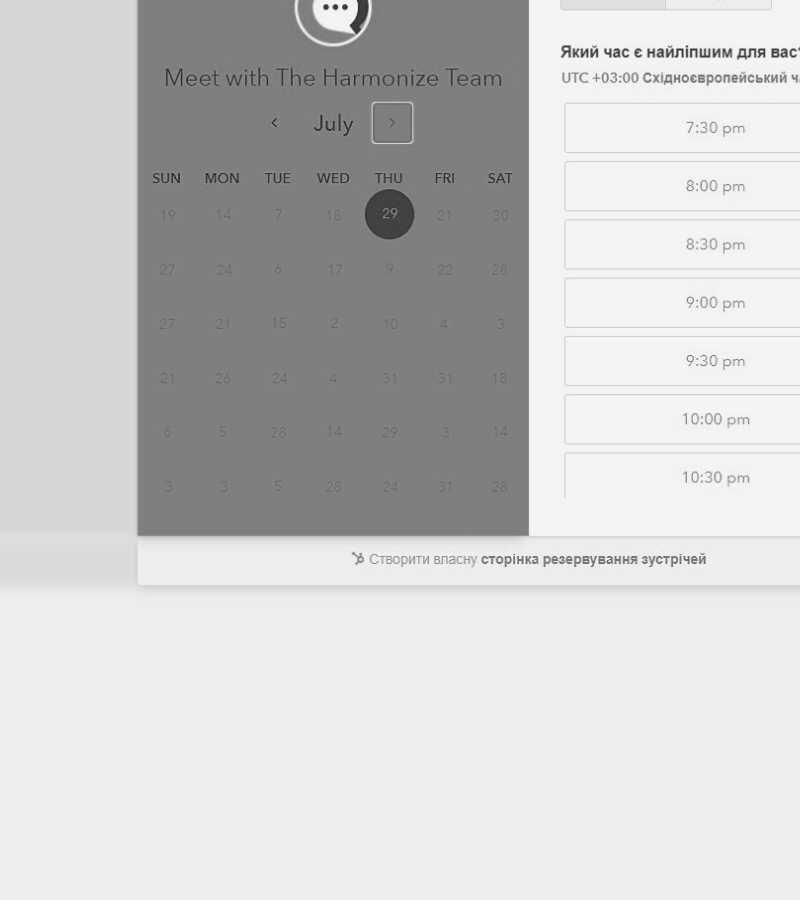 Meet with The Harmonize Team
July
SUN MON TUE WED THU FRI SAT
19 14 7 18 29 21 30
27 24 6 17 9 22 28
27 21 15 2 10 4 3
21 26 24 4 31 31 18
6 5 28 14 29 3 14
3 3 5 28 24 31 28
Який час є найліпшим для вас?
UTC +03:00 Східноєвропейський
7:30 pm
8:00 pm
8:30 pm
9:00 pm
9:30 pm
10:00 pm
10:30 pm
Створити власну сторінка резервування зустрічей